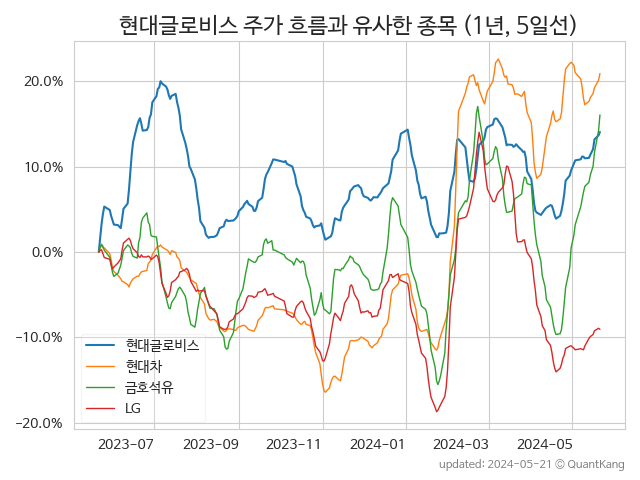 현대글로비스 주가 흐름과 유사한 종목 (1년, 5일선)
20.0%
10.0%
0.0%
−10.0%
−20.0%
현대글로비스
현대차
금호석유
LG
2023-07 2023-09 2023-11 2024-01 2024-03 2024-05
updated: 2024-05-21 © QuantKang